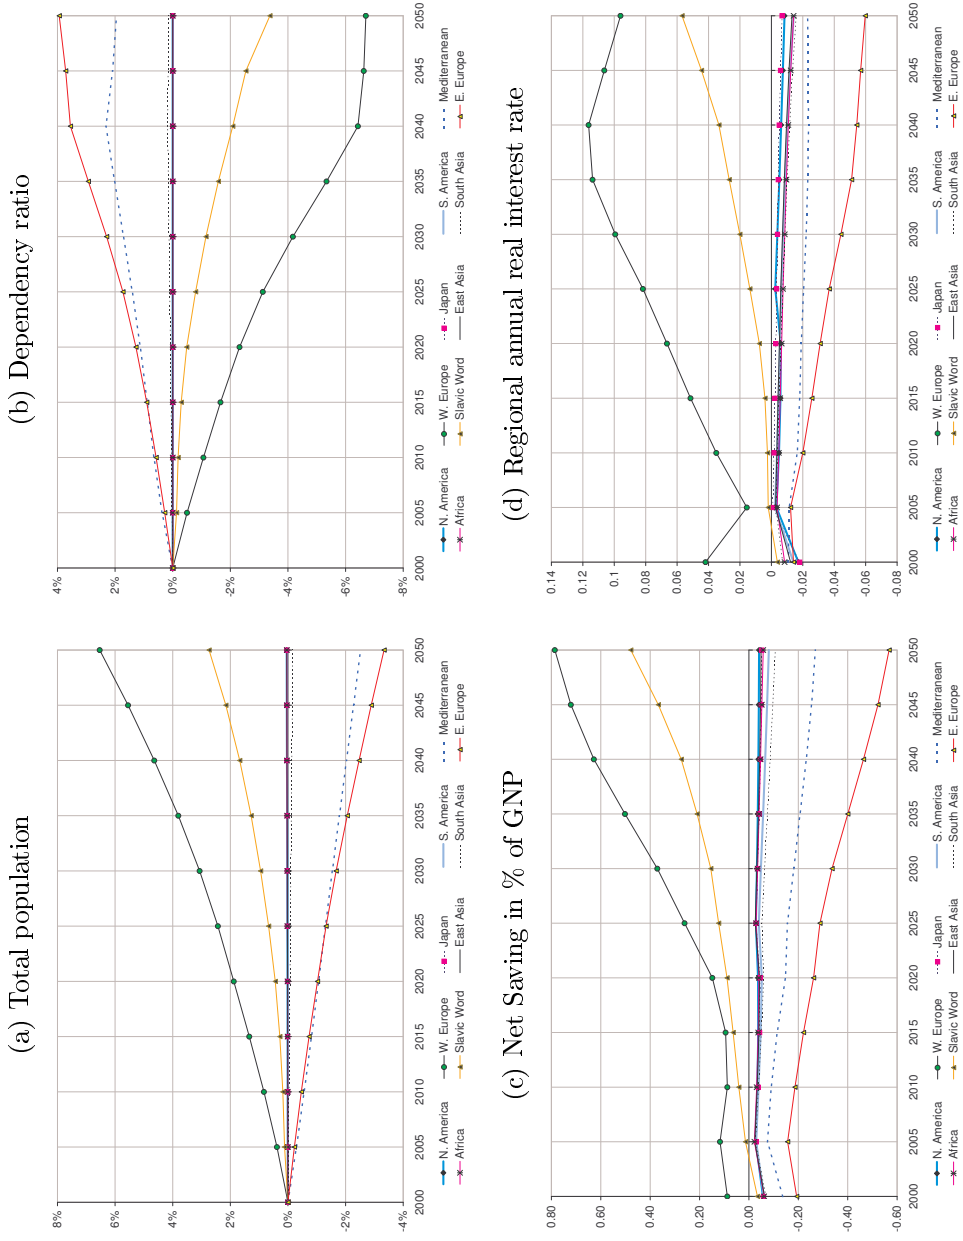 (a) Total population
8%
6%
4%
2%
0%
-2%
-4%
2000 2005 2010 2015 2020 2025 2030 2035 2040 2045 2050
N. America W. Europe Japan S. America Mediterranean
Africa Slavic Word East Asia South Asia E. Europe
(b) Dependency ratio
4%
2%
0%
-2%
-4%
-6%
-8%
2000 2005 2010 2015 2020 2025 2030 2035 2040 2045 2050
N. America W. Europe Japan S. America Mediterranean
Africa Slavic Word East Asia South Asia E. Europe
(c) Net Saving in % of GNP
0.80
0.60
0.40
0.20
0.00
-0.20
-0.40
-0.60
2000 2005 2010 2015 2020 2025 2030 2035 2040 2045 2050
N. America W. Europe Japan S. America Mediterranean
Africa Slavic Word East Asia South Asia E. Europe
(d) Regional annual real interest rate
0.14
0.12
0.1
0.08
0.06
0.04
0.02
0
-0.02
-0.04
-0.06
-0.08
2000 2005 2010 2015 2020 2025 2030 2035 2040 2045 2050
N. America W. Europe Japan S. America Mediterranean
Africa Slavic Word East Asia South Asia E. Europe